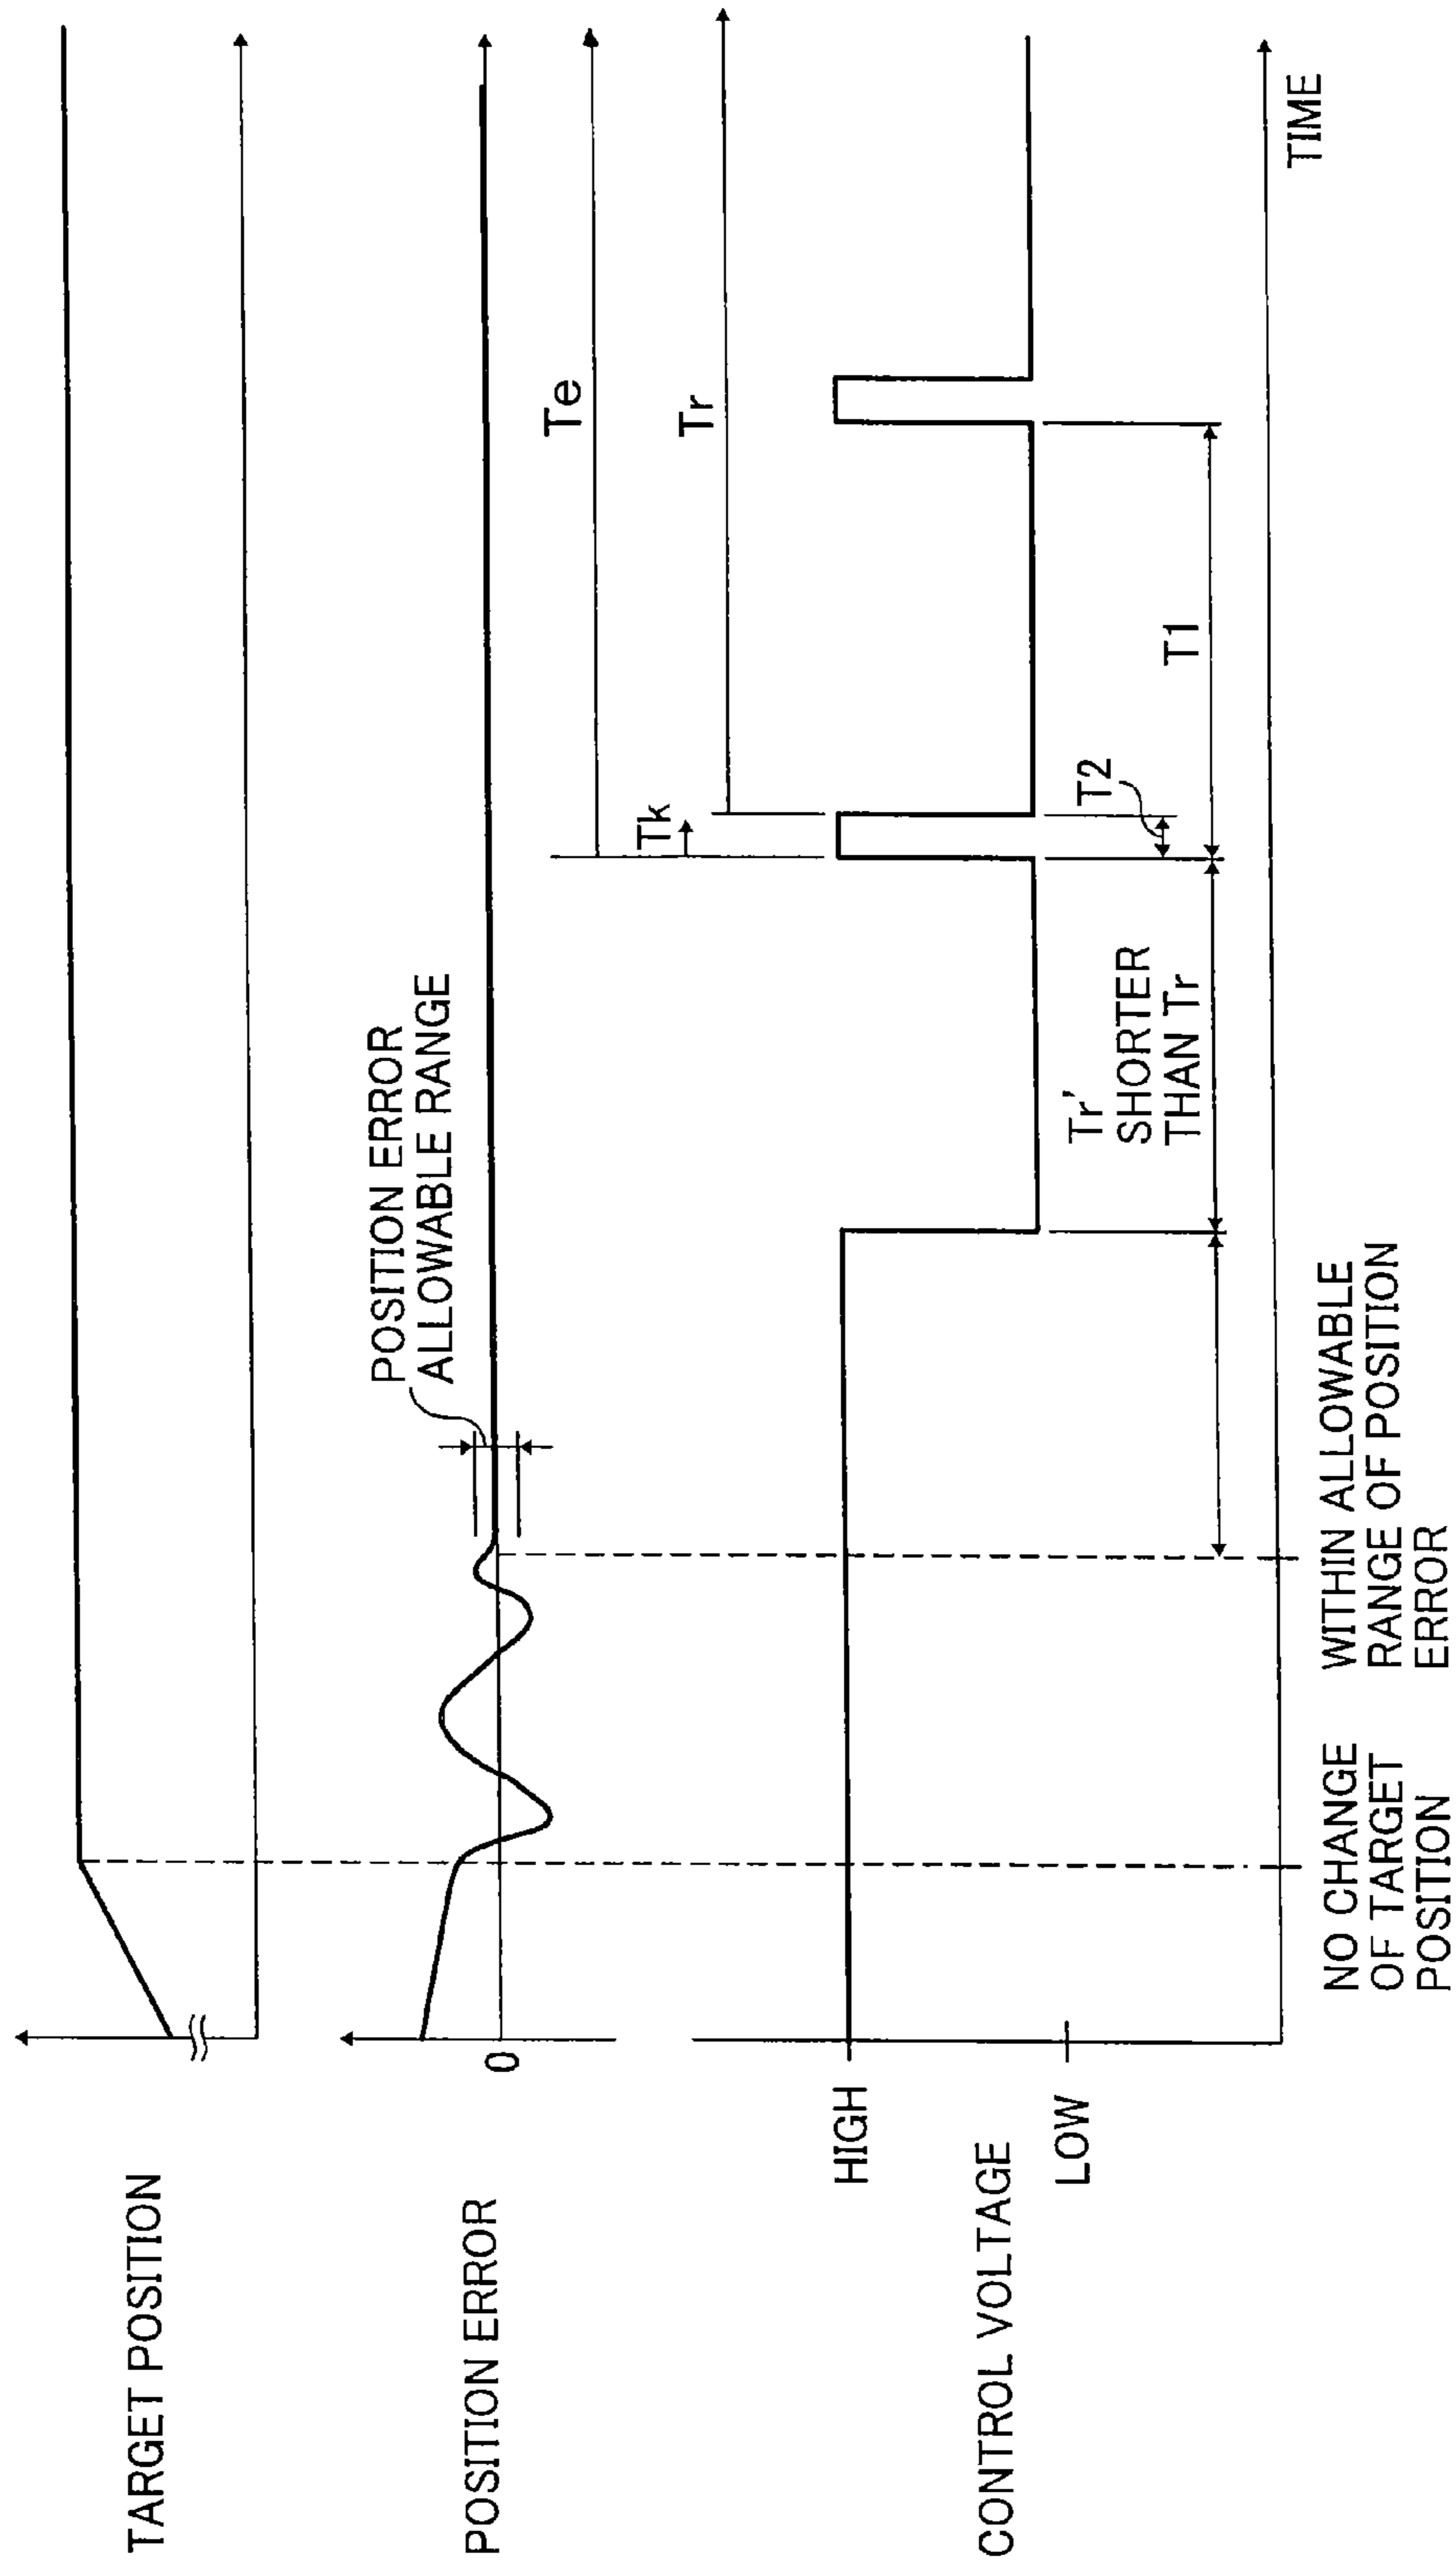 TARGET POSITION
POSITION ERROR
0
POSITION ERROR
ALLOWABLE RANGE
Te
Tk
Tr
CONTROL VOLTAGE
HIGH
LOW
Tr'
SHORTER
THAN Tr
T2
T1
TIME
NO CHANGE
OF TARGET
POSITION
WITHIN ALLOWABLE
RANGE OF POSITION
ERROR